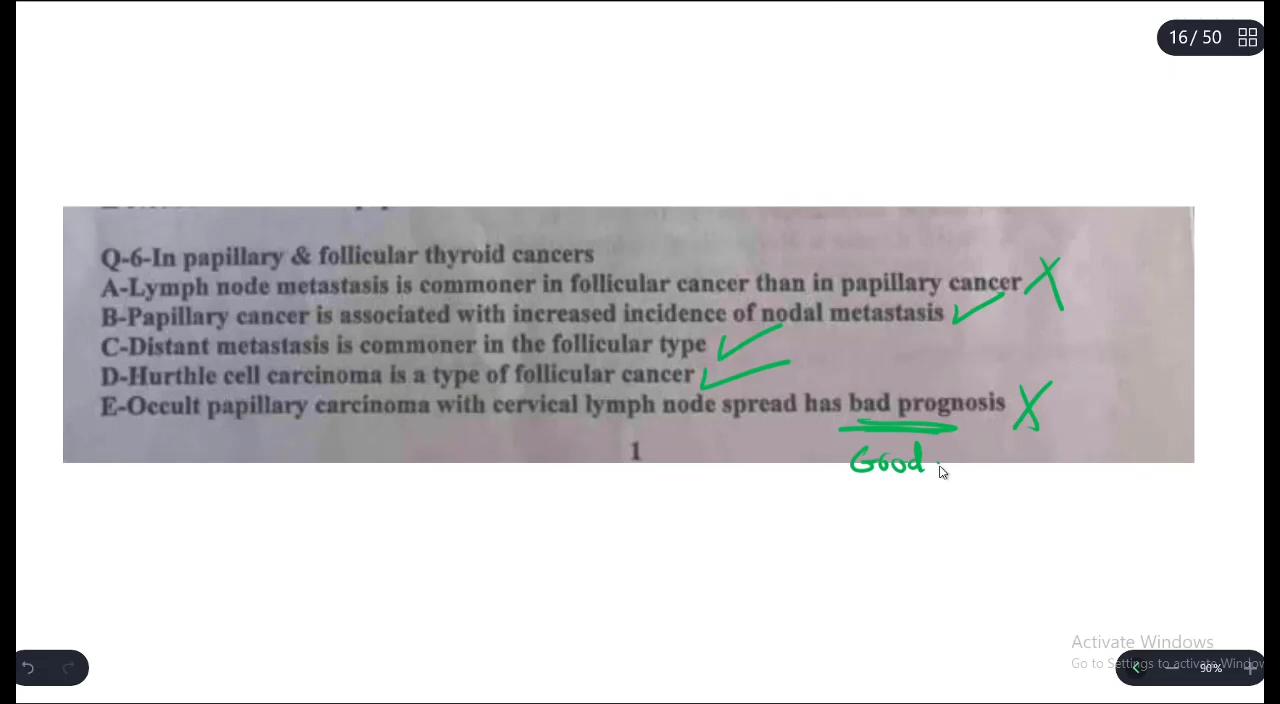 16/ 50
Q-6-In papillary & follicular thyroid cancers
A-Lymph node metastasis is commoner in follicular cancer than in papillary cancer
B-Papillary cancer is associated with increased incidence of nodal metastasis
C-Distant metastasis is commoner in the follicular type
D-Hurthle cell carcinoma is a type of follicular cancer
E-Occult papillary carcinoma with cervical lymph node spread has bad prognosis
1
Good
Activate Windows
Go to Settings to activate Window
90%